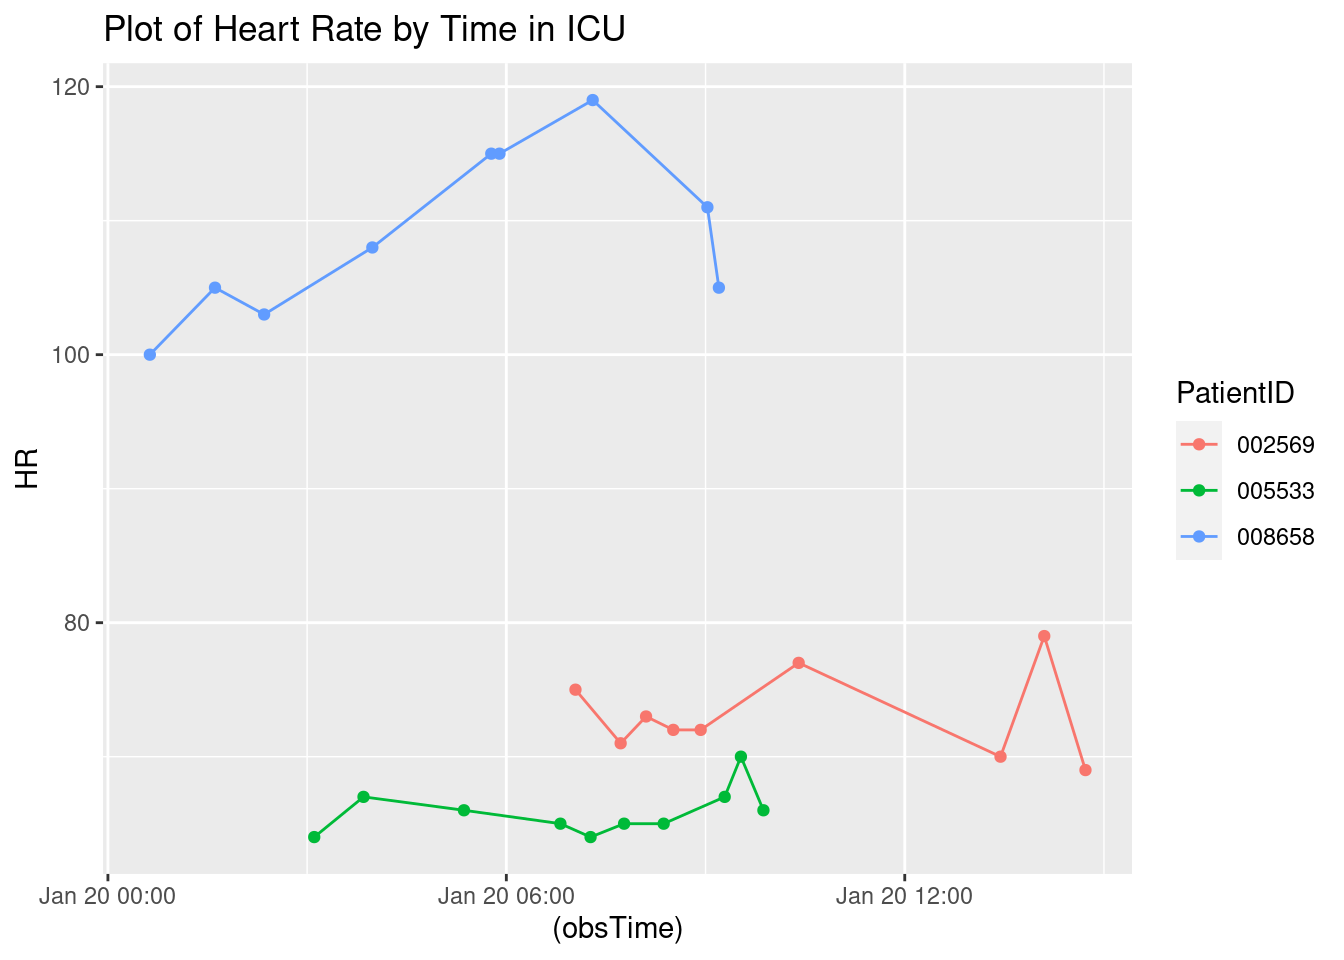 Plot of Heart Rate by Time in ICU
120
100
80
HR
Jan 20 00:00
Jan 20 06:00
Jan 20 12:00
(obsTime)
PatientID
002569
005533
008658